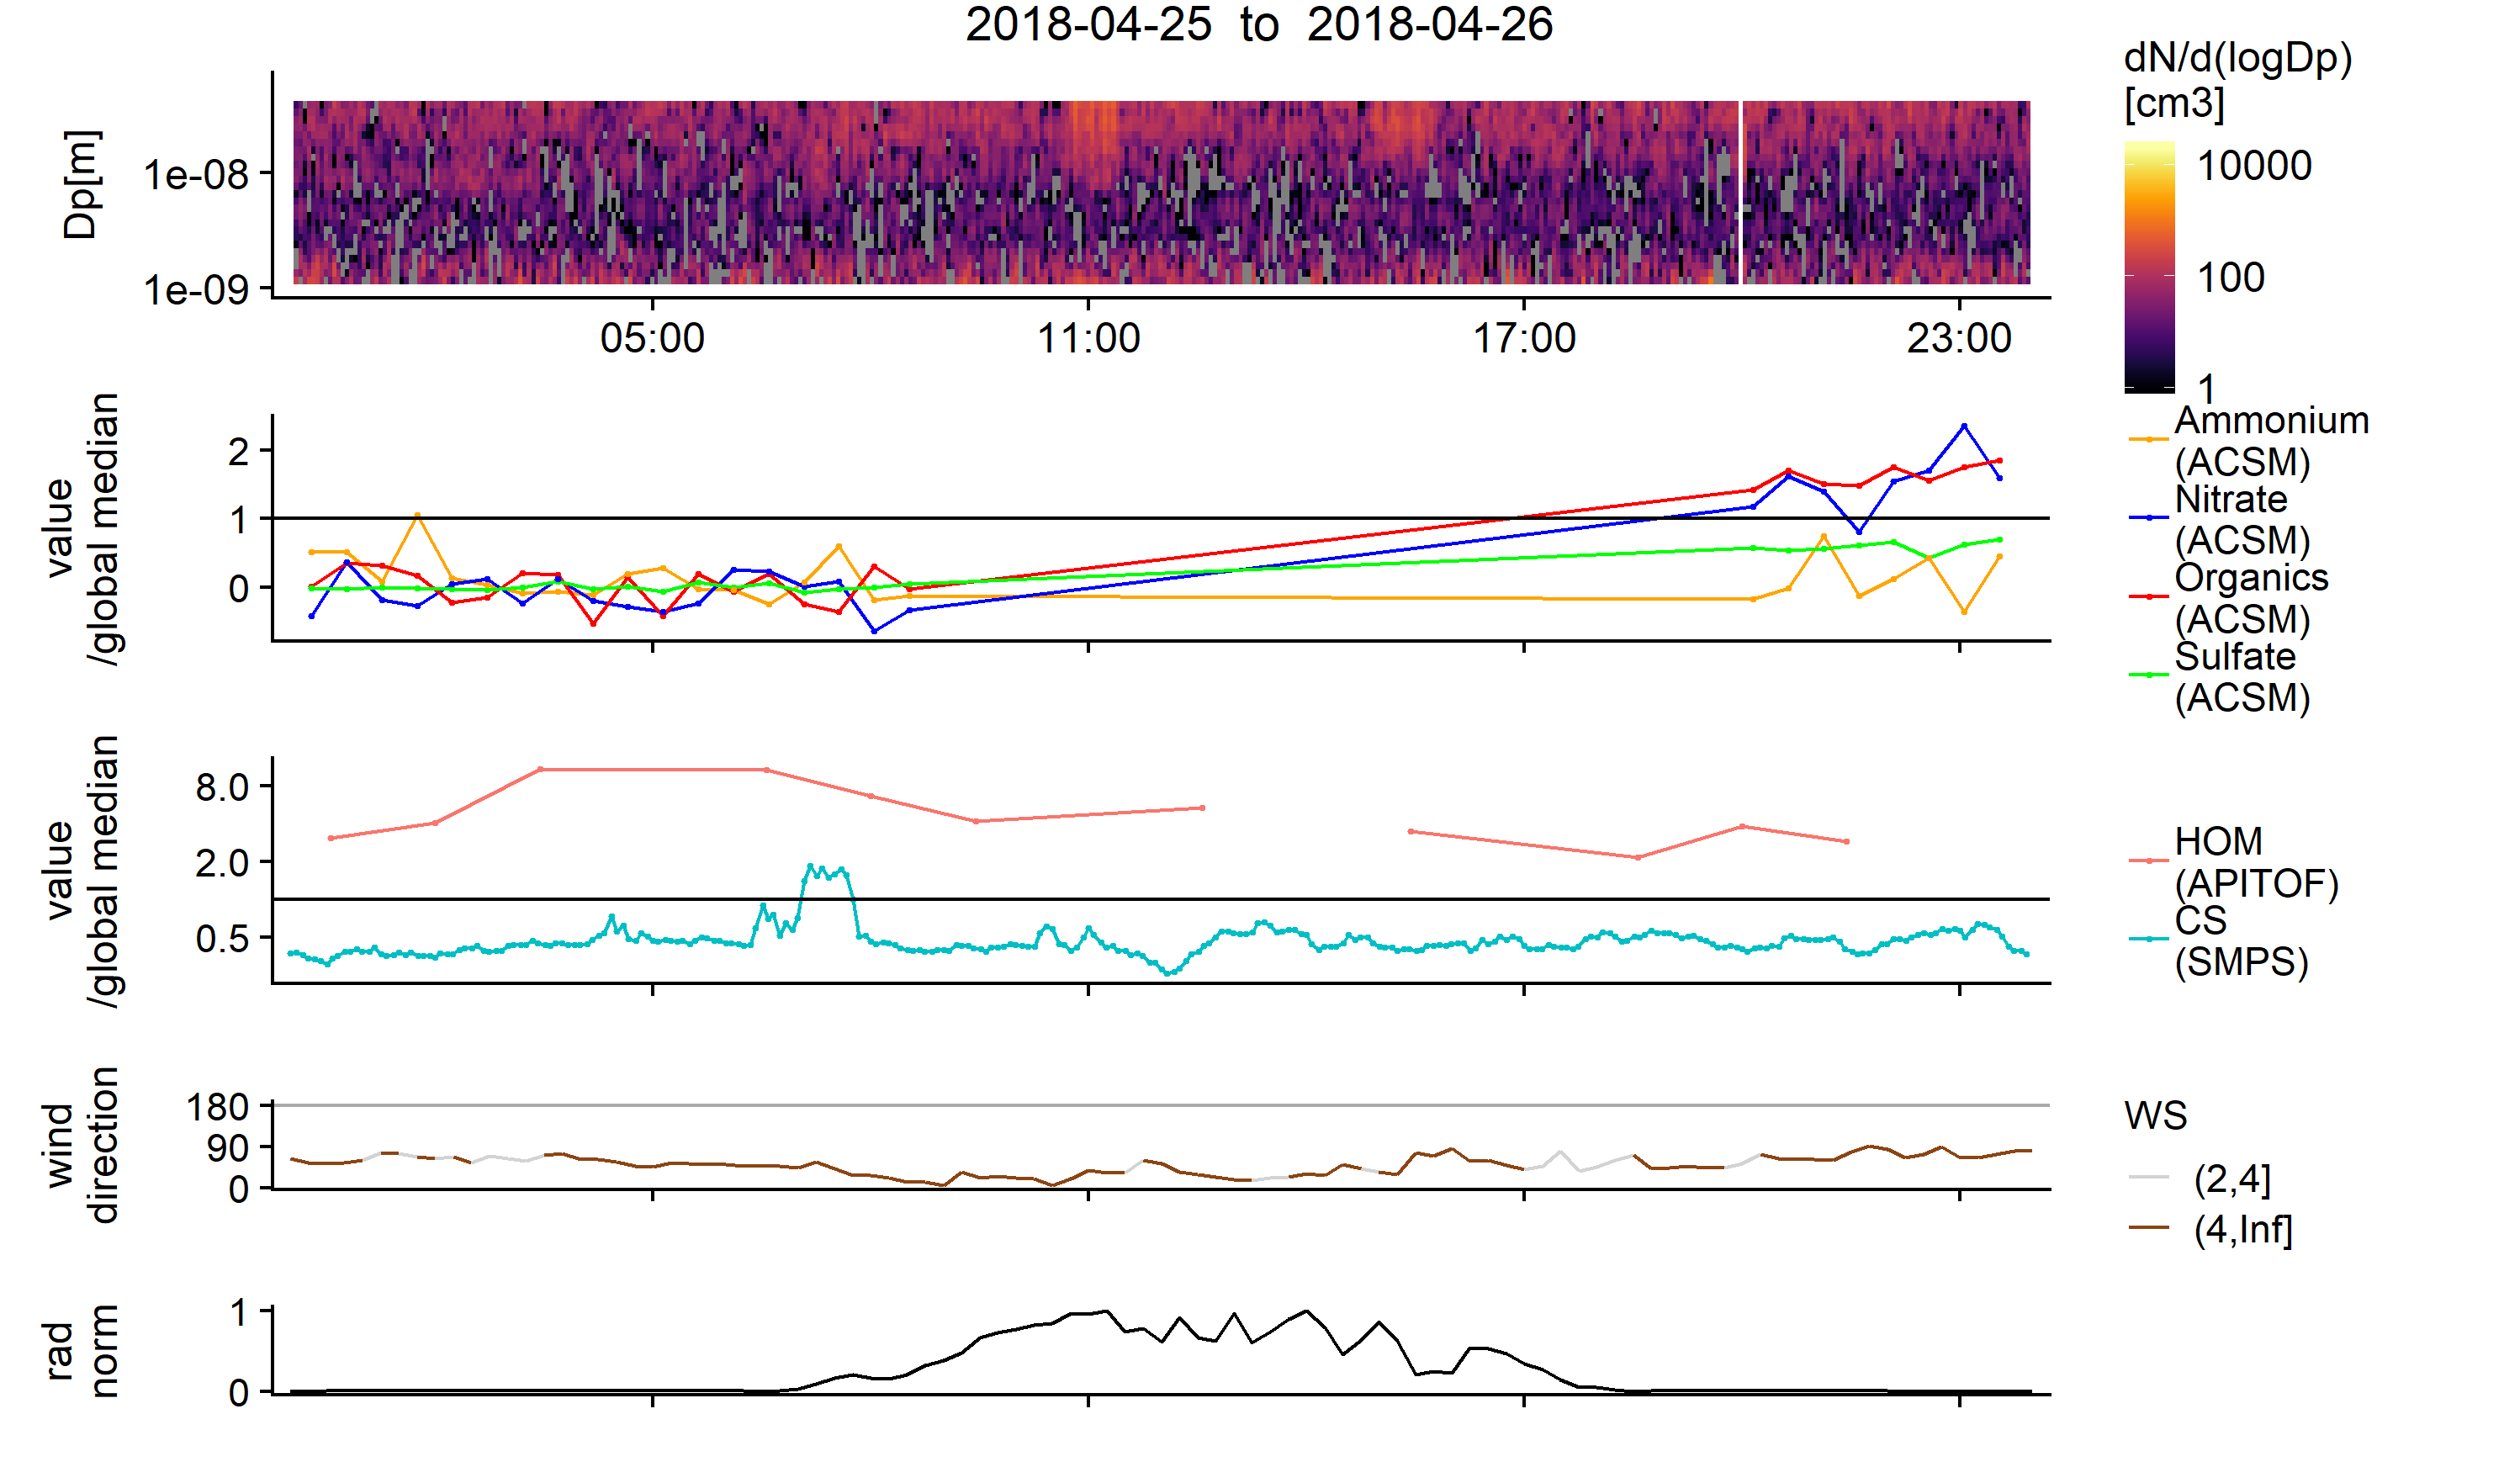 2018-04-25  to  2018-04-26
Dp[m]
1e-08
1e-09
05:00
11:00
17:00
23:00
dN/d(logDp)
[cm3]
10000
100
1
value
/global median
2
1
0
Ammonium
(ACSM)
Nitrate
(ACSM)
Organics
(ACSM)
Sulfate
(ACSM)
value
/global median
8.0
2.0
0.5
HOM
(APITOF)
CS
(SMPS)
wind
direction
180
90
0
WS
(2,4]
(4,Inf]
rad
norm
1
0